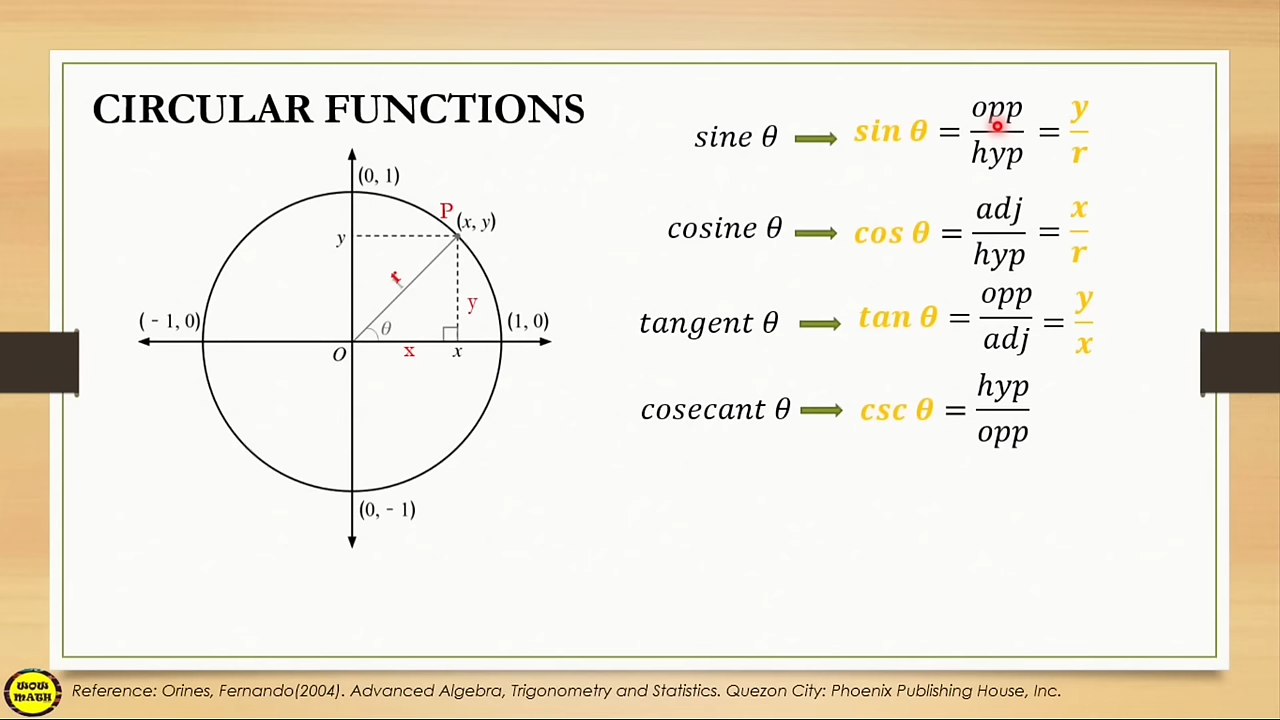 CIRCULAR FUNCTIONS
sine θ sin θ = opp/hyp = y/r
cosine θ cos θ = adj/hyp = x/r
tangent θ tan θ = opp/adj = y/x
cosecant θ csc θ = hyp/opp
(0, 1)
P (x, y)
y
r
y
(- 1, 0)
θ
(1, 0)
O
x
x
(0, - 1)
WOW
MATH
Reference: Orines, Fernando(2004). Advanced Algebra, Trigonometry and Statistics. Quezon City: Phoenix Publishing House, Inc.